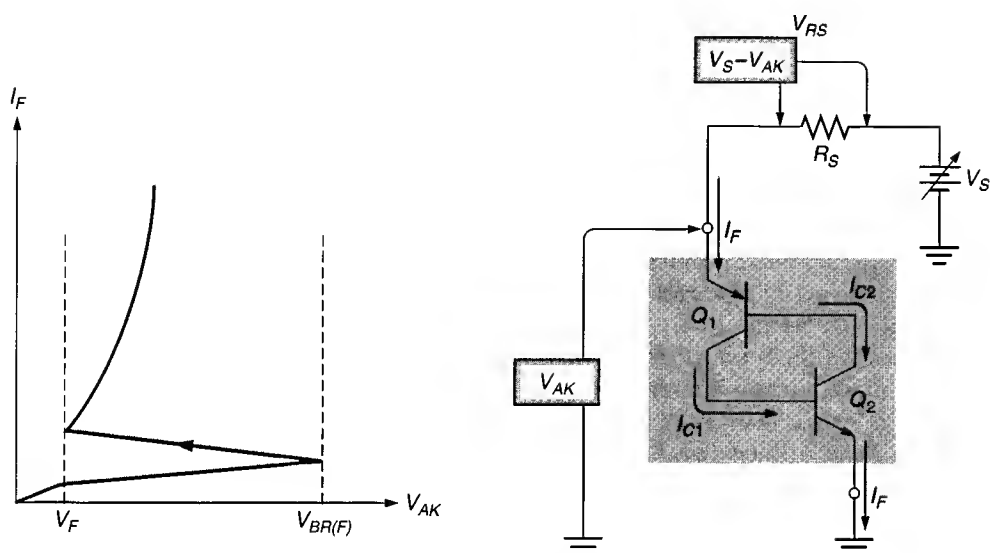 I_F
V_F
V_BR(F)
V_AK
V_RS
V_S–V_AK
R_S
V_S
I_F
V_AK
Q_1
I_C2
I_C1
Q_2
I_F